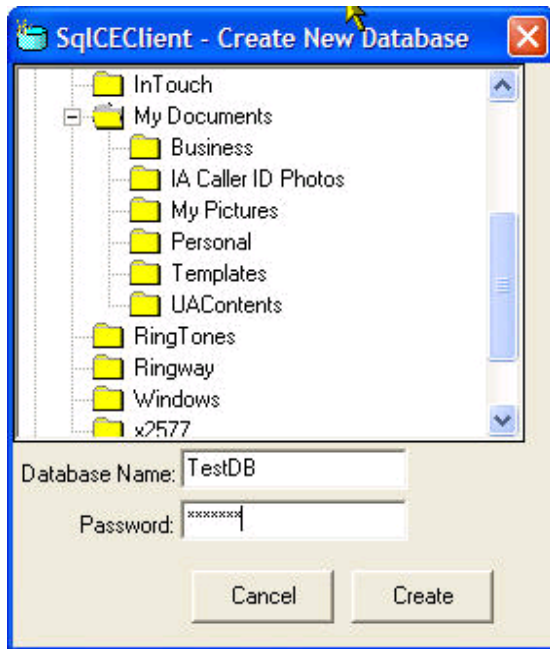 SqlCEClient - Create New Database
InTouch
My Documents
Business
IA Caller ID Photos
My Pictures
Personal
Templates
UAContents
RingTones
Ringway
Windows
x2577
Database Name: TestDB
Password: *******
Cancel Create